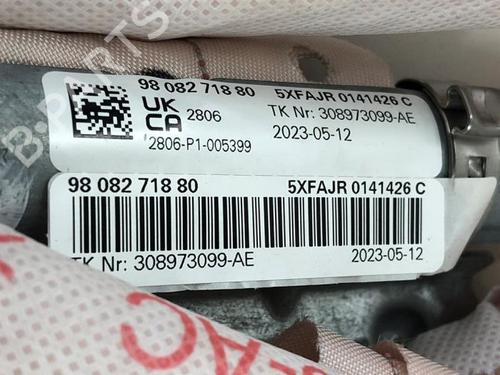 98 082 718 80
5XFAJR 0141426 C
UK
CA
2806
TK Nr: 308973099-AE
2023-05-12
2806-P1-005399
98 082 718 80
5XFAJR 0141426 C
TK Nr: 308973099-AE
2023-05-12
B-PARTS